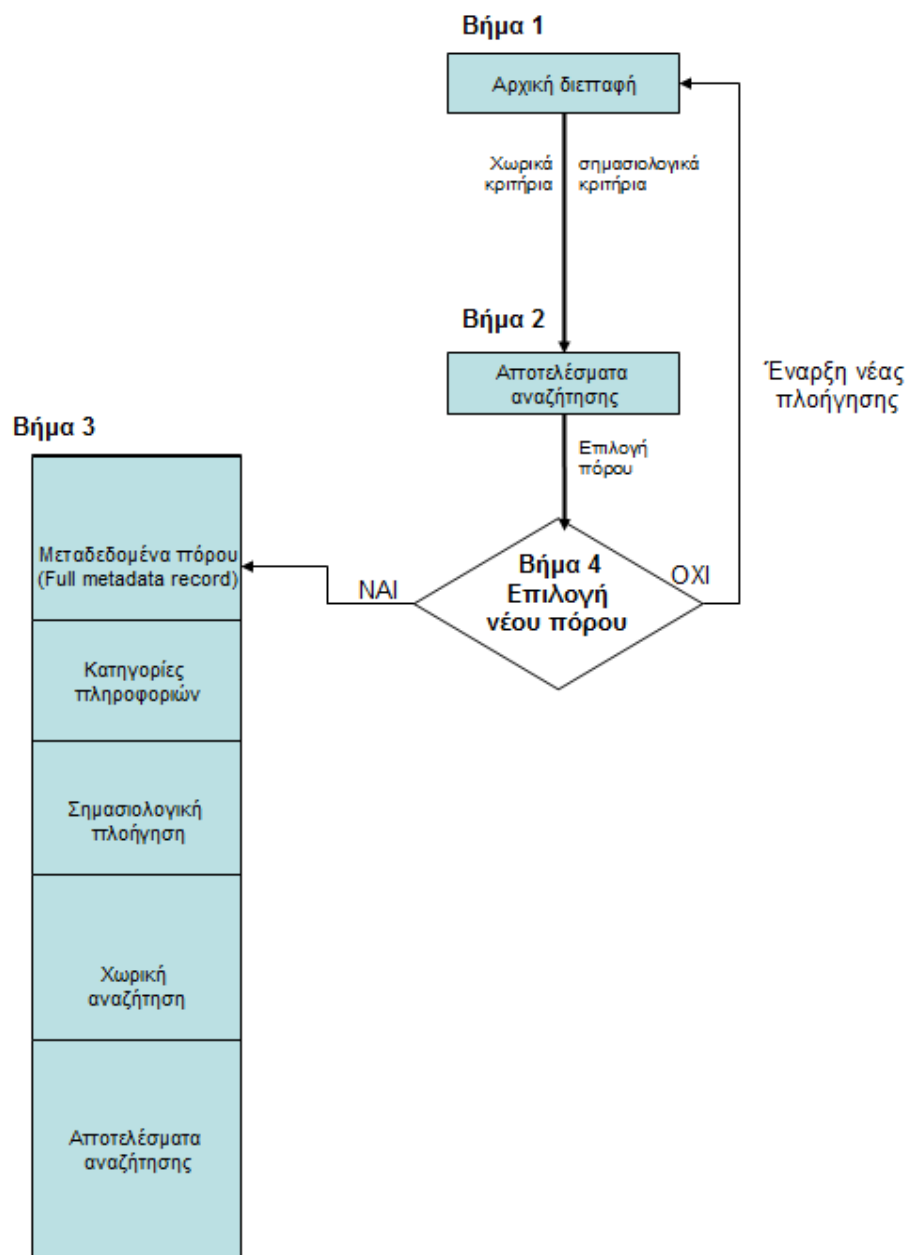 Βήμα 1
Αρχική διεπαφή
Χωρικά
κριτήρια
σημασιολογικά
κριτήρια
Βήμα 2
Αποτελέσματα
αναζήτησης
Έναρξη νέας
πλοήγησης
Επιλογή
πόρου
Βήμα 3
Βήμα 4
Επιλογή
νέου πόρου
ΝΑΙ
ΟΧΙ
Μεταδεδομένα πόρου
(Full metadata record)
Κατηγορίες
πληροφοριών
Σημασιολογική
πλοήγηση
Χωρική
αναζήτηση
Αποτελέσματα
αναζήτησης